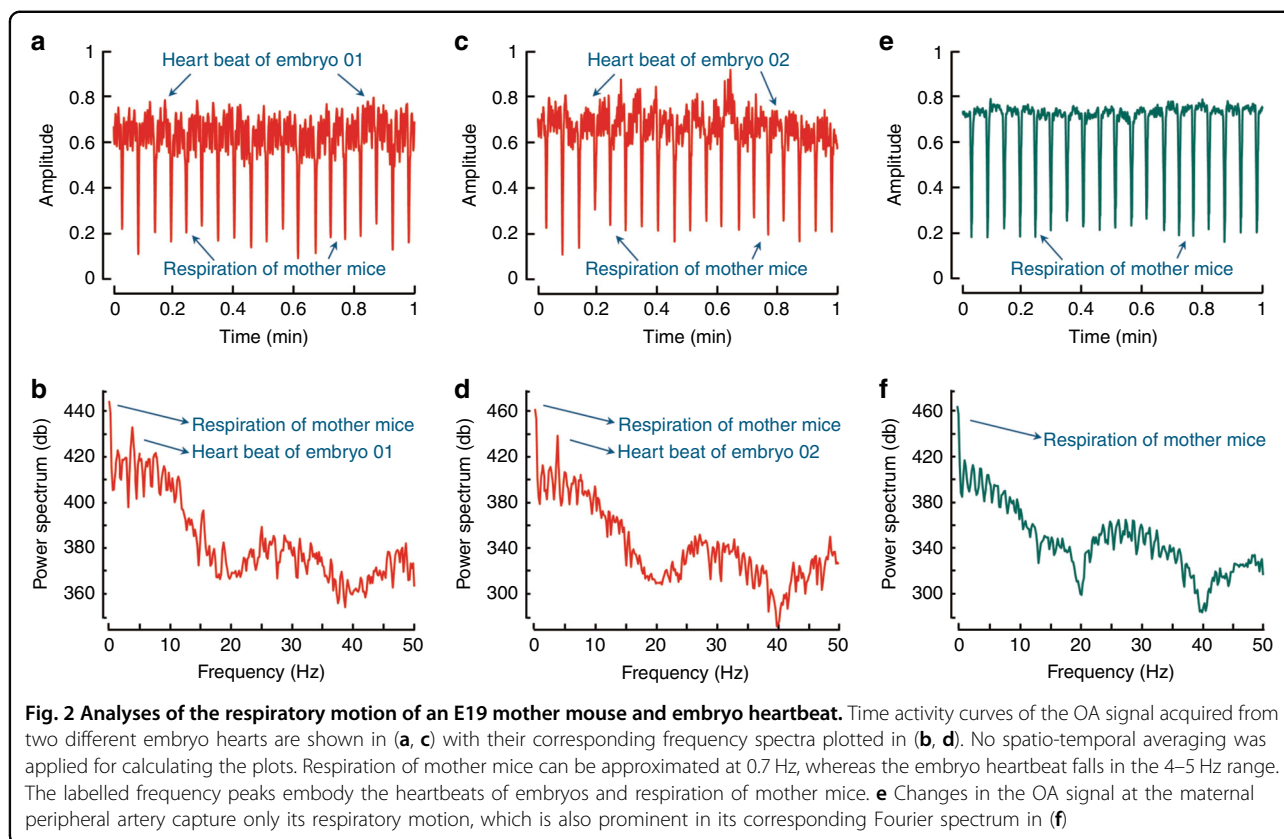 a
1
0.8
0.6
0.4
0.2
0
Amplitude
Heart beat of embryo 01
Respiration of mother mice
0 0.2 0.4 0.6 0.8 1
Time (min)
c
1
0.8
0.6
0.4
0.2
0
Amplitude
Heart beat of embryo 02
Respiration of mother mice
0 0.2 0.4 0.6 0.8 1
Time (min)
e
1
0.8
0.6
0.4
0.2
0
Amplitude
Respiration of mother mice
0 0.2 0.4 0.6 0.8 1
Time (min)
b
440
420
400
380
360
Power spectrum (db)
Respiration of mother mice
Heart beat of embryo 01
0 10 20 30 40 50
Frequency (Hz)
d
460
420
380
340
300
Power spectrum (db)
Respiration of mother mice
Heart beat of embryo 02
0 10 20 30 40 50
Frequency (Hz)
f
460
420
380
340
300
Power spectrum (db)
Respiration of mother mice
0 10 20 30 40 50
Frequency (Hz)
Fig. 2 Analyses of the respiratory motion of an E19 mother mouse and embryo heartbeat. Time activity curves of the OA signal acquired from
two different embryo hearts are shown in (a, c) with their corresponding frequency spectra plotted in (b, d). No spatio-temporal averaging was
applied for calculating the plots. Respiration of mother mice can be approximated at 0.7 Hz, whereas the embryo heartbeat falls in the 4–5 Hz range.
The labelled frequency peaks embody the heartbeats of embryos and respiration of mother mice. e Changes in the OA signal at the maternal
peripheral artery capture only its respiratory motion, which is also prominent in its corresponding Fourier spectrum in (f)